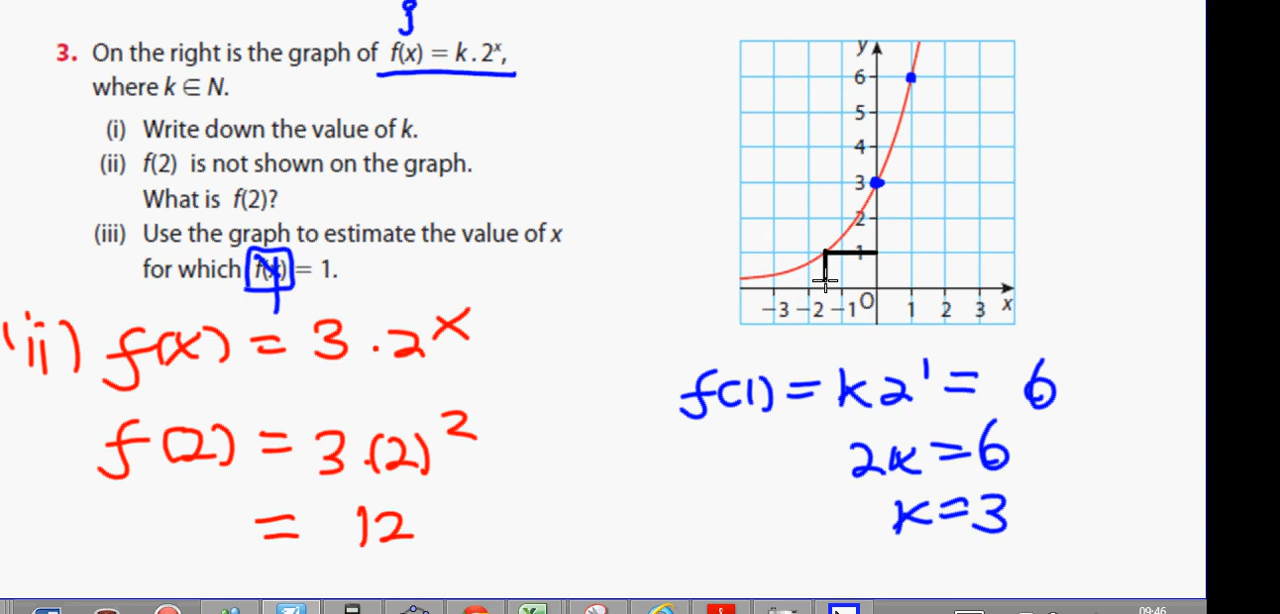 3. On the right is the graph of f(x) = k . 2ˣ,
where k ∈ N.
(i) Write down the value of k.
(ii) f(2) is not shown on the graph.
What is f(2)?
(iii) Use the graph to estimate the value of x
for which f(x) = 1.
(ii) f(x) = 3 . 2ˣ
f(2) = 3 .(2)²
= 12
y
6
5
4
3
2
1
−3 −2 −1 O 1 2 3 x
f(1) = k2¹ = 6
2k = 6
k = 3
09:46